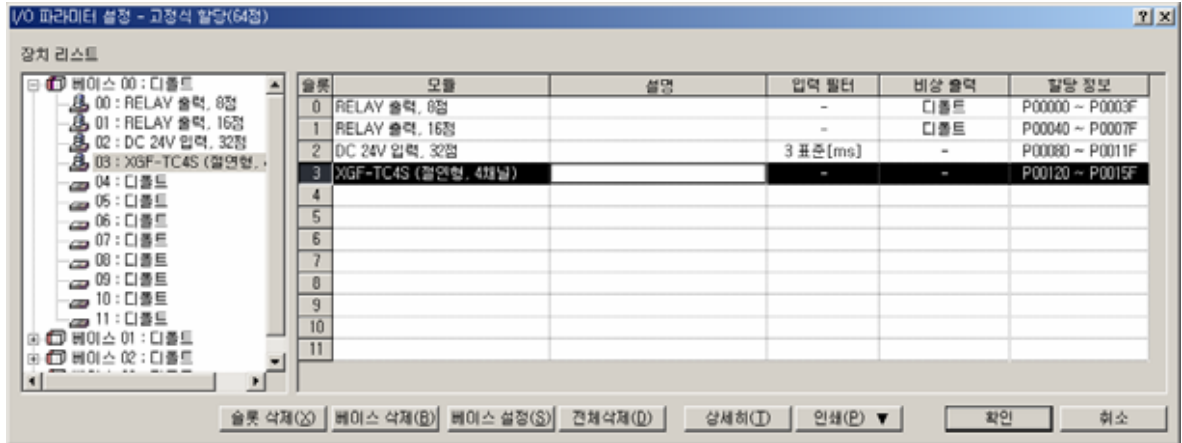 I/O 파라미터 설정 - 고정식 할당(64점)
장치 리스트
베이스 00 : 디폴트
00 : RELAY 출력, 8점
01 : RELAY 출력, 16점
02 : DC 24V 입력, 32점
03 : XGF-TC4S (절연형,
04 : 디폴트
05 : 디폴트
06 : 디폴트
07 : 디폴트
08 : 디폴트
09 : 디폴트
10 : 디폴트
11 : 디폴트
베이스 01 : 디폴트
베이스 02 : 디폴트
슬롯 모듈 설명 입력 필터 비상 출력 할당 정보
0 RELAY 출력, 8점 - 디폴트 P00000 ~ P0003F
1 RELAY 출력, 16점 - 디폴트 P00040 ~ P0007F
2 DC 24V 입력, 32점 3 표준[ms] - P00080 ~ P0011F
3 XGF-TC4S (절연형, 4채널) - - P00120 ~ P0015F
4
5
6
7
8
9
10
11
슬롯 삭제(X) 베이스 삭제(B) 베이스 설정(S) 전체삭제(D) 상세히(T) 인쇄(P) ▼ 확인 취소